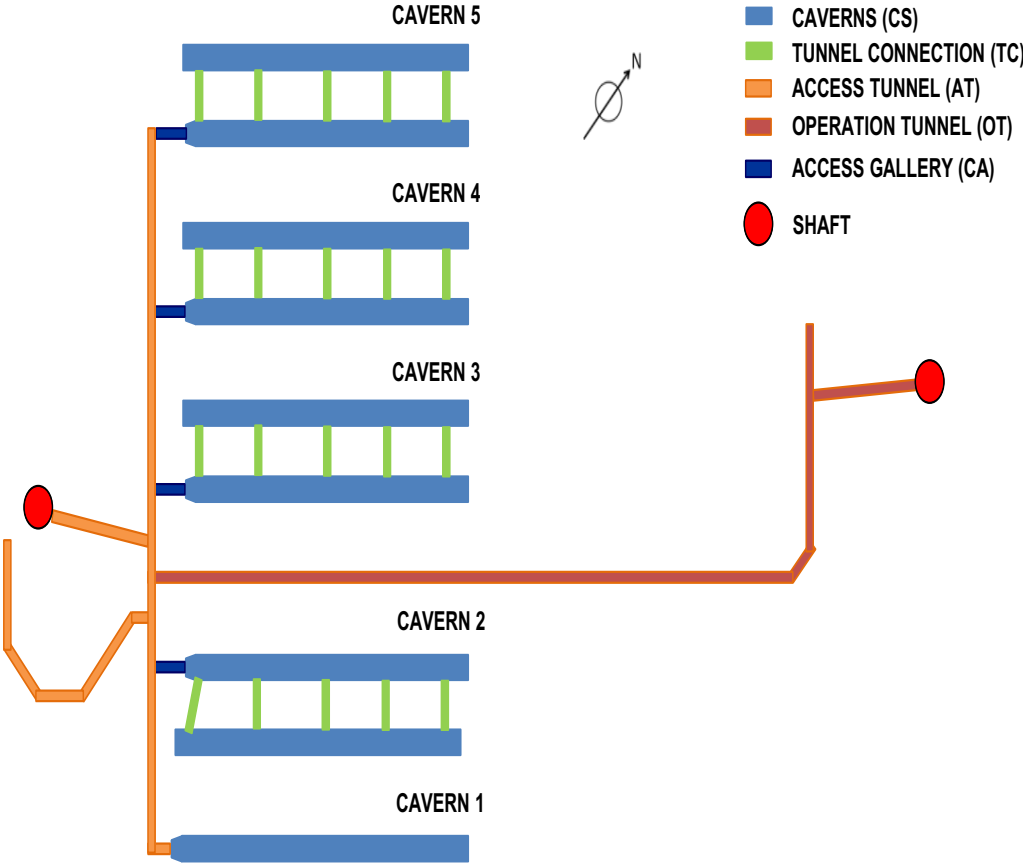 CAVERN 5
CAVERNS (CS)
TUNNEL CONNECTION (TC)
N
ACCESS TUNNEL (AT)
OPERATION TUNNEL (OT)
ACCESS GALLERY (CA)
CAVERN 4
SHAFT
CAVERN 3
CAVERN 2
CAVERN 1